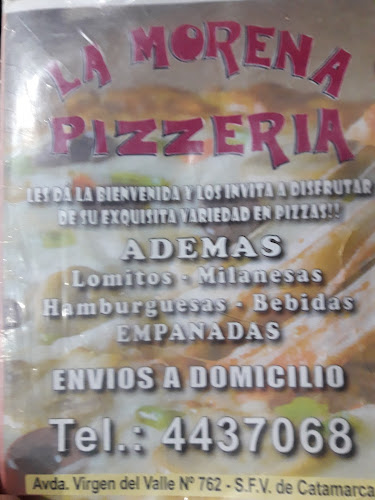 LA MORENA
PIZZERIA
LES DA LA BIENVENIDA Y LOS INVITA A DISFRUTAR
DE SU EXQUISITA VARIEDAD EN PIZZAS!!
ADEMAS
Lomitos - Milanesas
Hamburguesas - Bebidas
EMPANADAS
ENVIOS A DOMICILIO
Tel.: 4437068
Avda. Virgen del Valle Nº 762 - S.F.V. de Catamarca